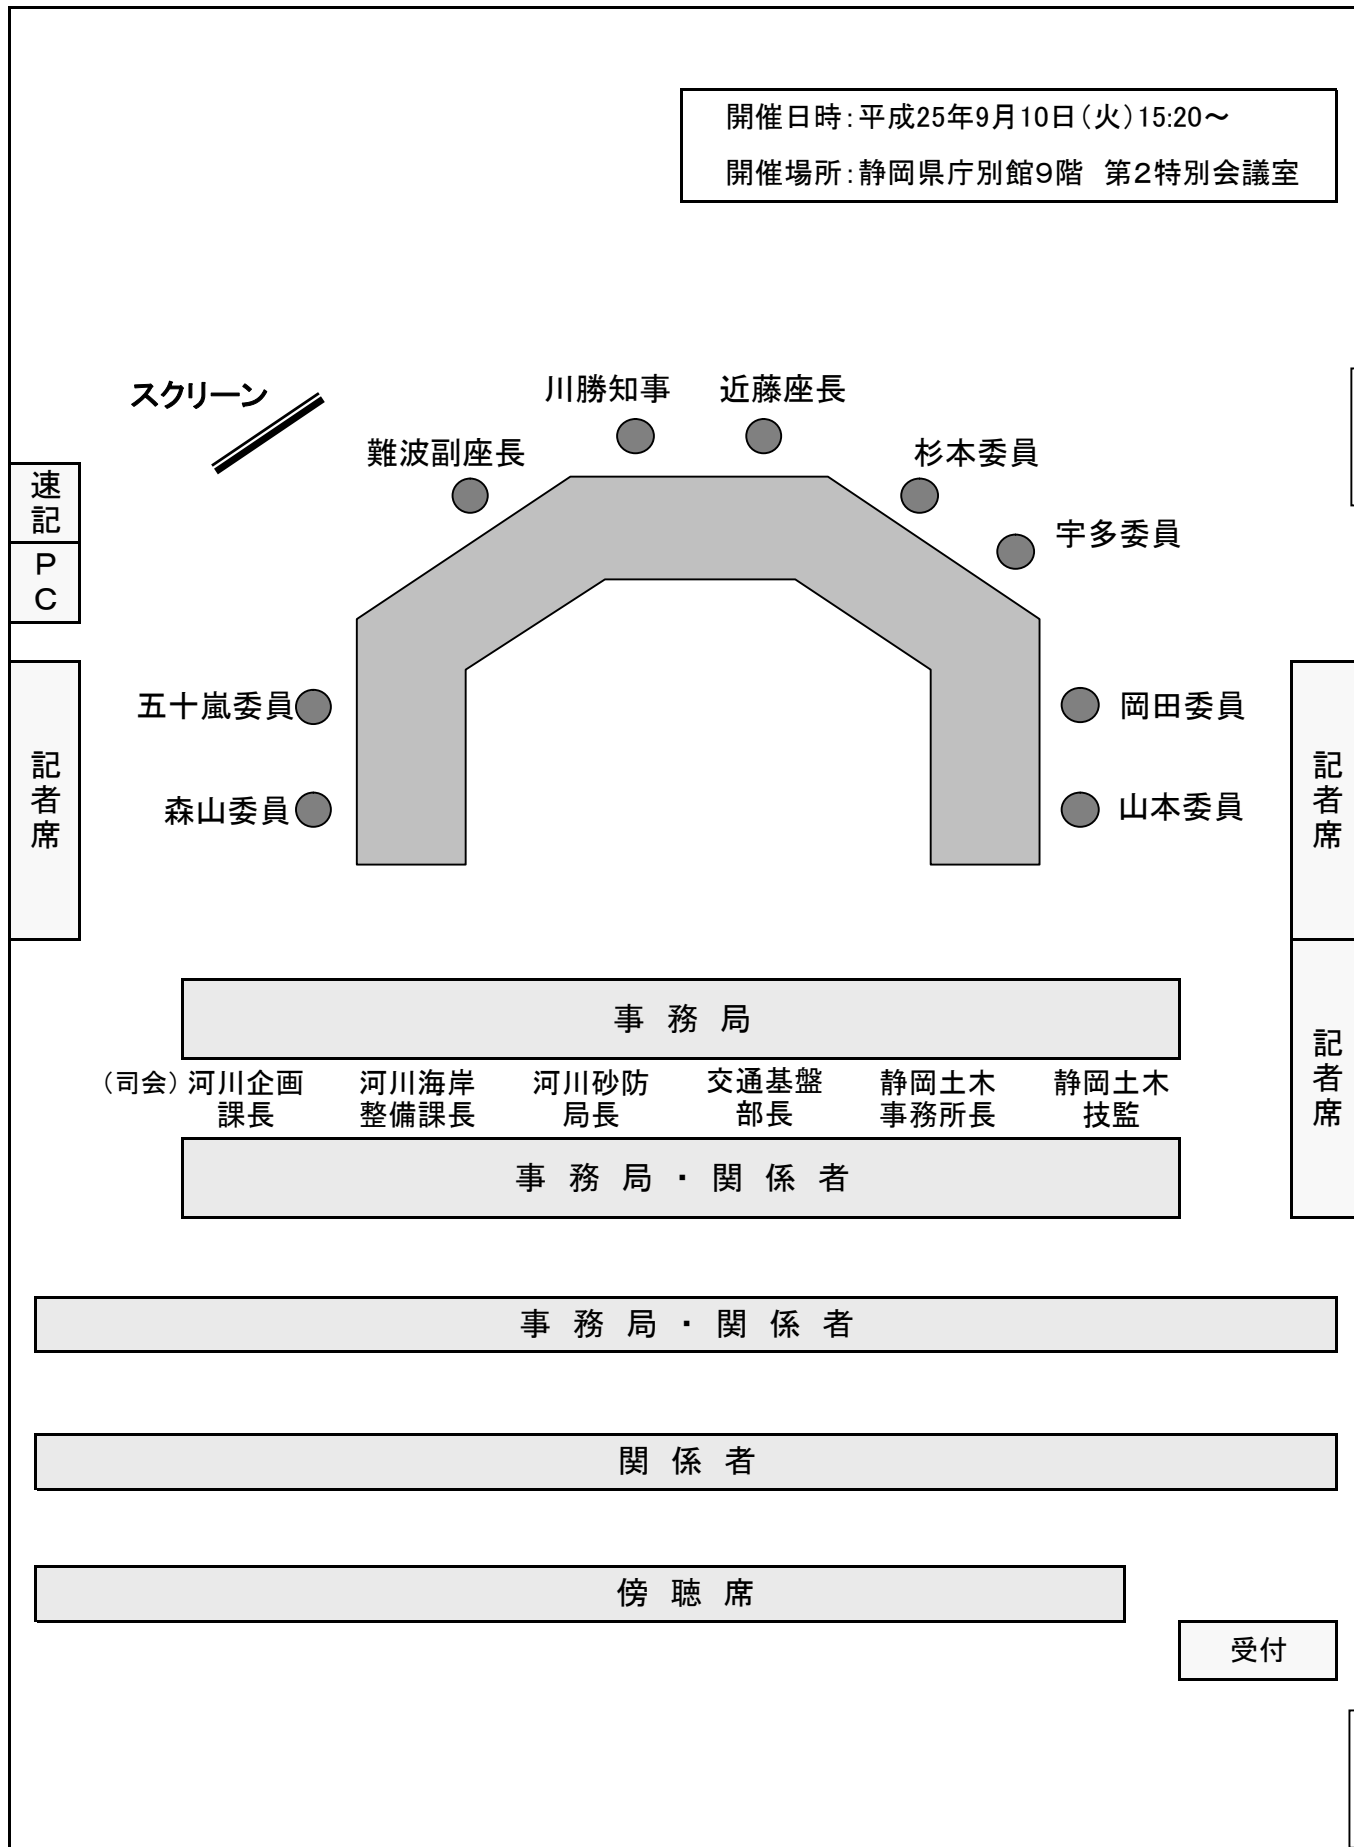 開催日時：平成25年9月10日（火）15:20～
開催場所：静岡県庁別館９階　第２特別会議室
スクリーン
川勝知事
近藤座長
難波副座長
杉本委員
宇多委員
速記
ＰＣ
五十嵐委員
岡田委員
森山委員
山本委員
記者席
記者席
事　務　局
記者席
（司会）
河川企画
課長
河川海岸
整備課長
河川砂防
局長
交通基盤
部長
静岡土木
事務所長
静岡土木
技監
事　務　局　・　関　係　者
事　務　局　・　関　係　者
関　係　者
傍　聴　席
受付